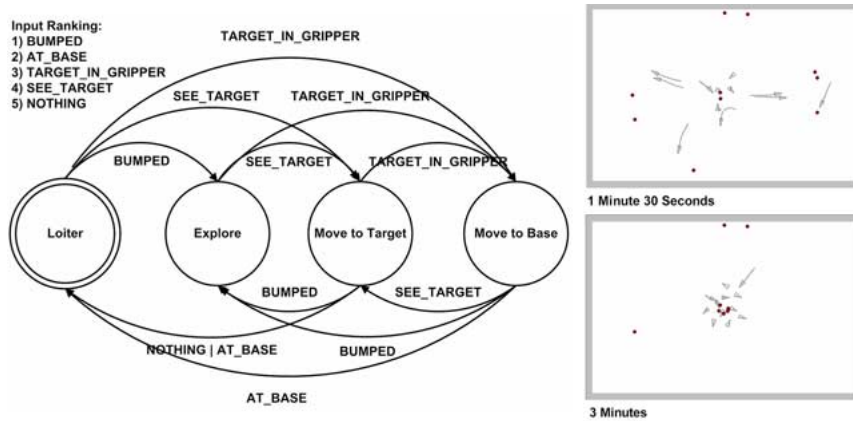 Input Ranking:
1) BUMPED
2) AT_BASE
3) TARGET_IN_GRIPPER
4) SEE_TARGET
5) NOTHING
TARGET_IN_GRIPPER
SEE_TARGET
TARGET_IN_GRIPPER
BUMPED
SEE_TARGET
TARGET_IN_GRIPPER
Loiter
Explore
Move to Target
Move to Base
BUMPED
SEE_TARGET
NOTHING | AT_BASE
BUMPED
AT_BASE
1 Minute 30 Seconds
3 Minutes